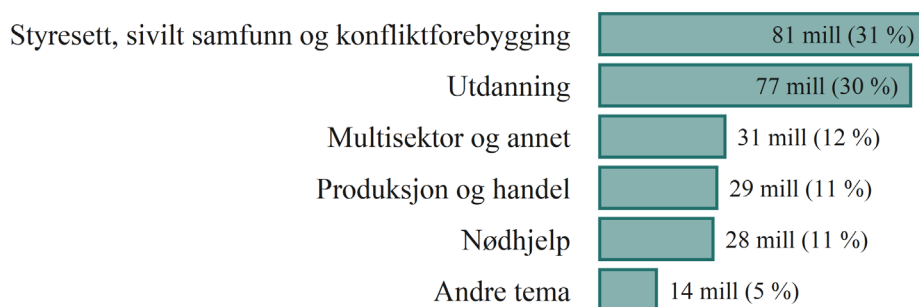 Styresett, sivilt samfunn og konfliktforebygging 81 mill (31 %)
Utdanning 77 mill (30 %)
Multisektor og annet 31 mill (12 %)
Produksjon og handel 29 mill (11 %)
Nødhjelp 28 mill (11 %)
Andre tema 14 mill (5 %)